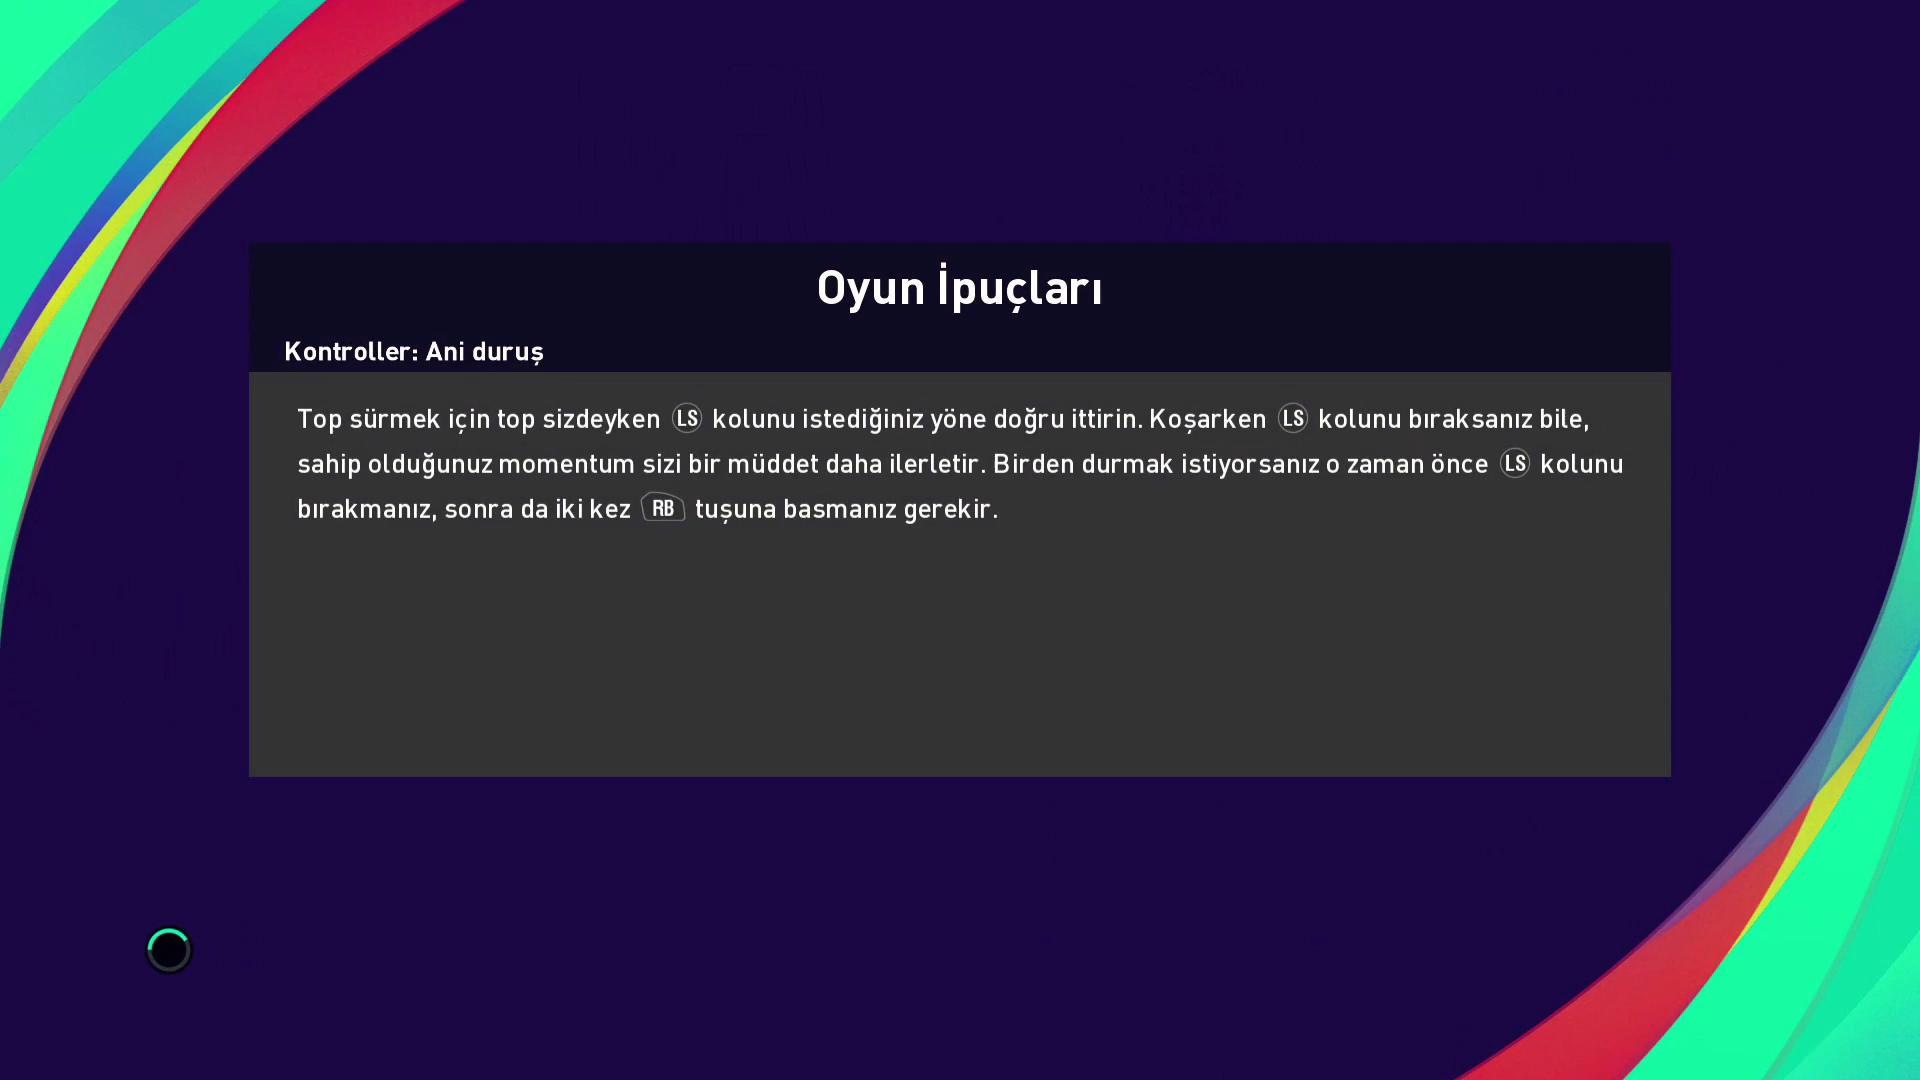 Oyun İpuçları
Kontroller: Ani duruş
Top sürmek için top sizdeyken LS kolunu istediğiniz yöne doğru ittirin. Koşarken LS kolunu bıraksanız bile,
sahip olduğunuz momentum sizi bir müddet daha ilerletir. Birden durmak istiyorsanız o zaman önce LS kolunu
bırakmanız, sonra da iki kez RB tuşuna basmanız gerekir.